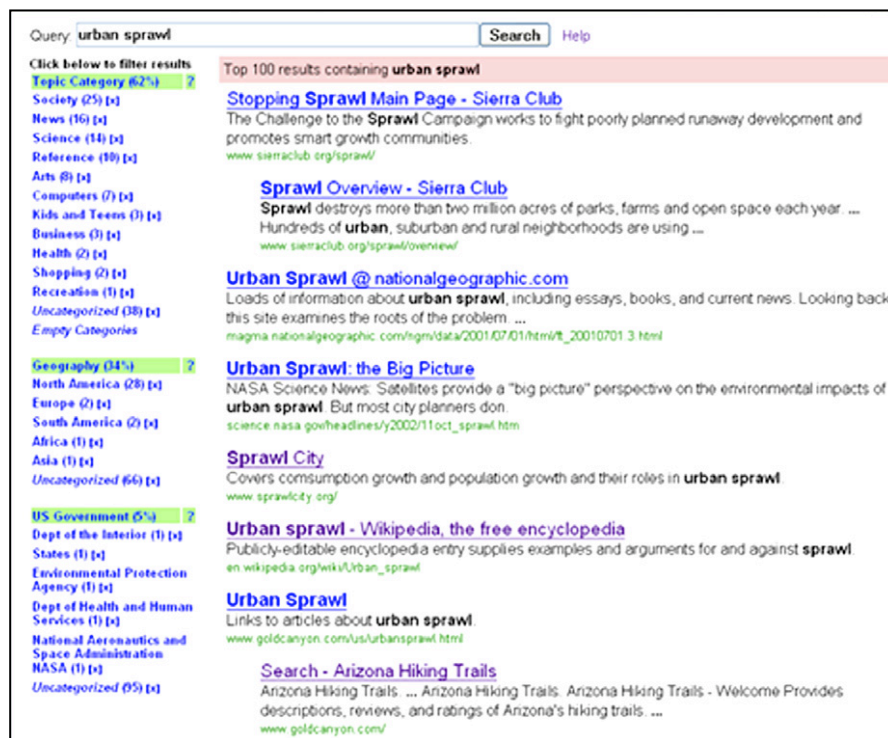 Query: urban sprawl Search Help
Click below to filter results
Topic Category (62%) ?
Society (25) [x]
News (16) [x]
Science (14) [x]
Reference (10) [x]
Arts (8) [x]
Computers (7) [x]
Kids and Teens (3) [x]
Business (3) [x]
Health (2) [x]
Shopping (2) [x]
Recreation (1) [x]
Uncategorized (38) [x]
Empty Categories
Geography (34%) ?
North America (28) [x]
Europe (2) [x]
South America (2) [x]
Africa (1) [x]
Asia (1) [x]
Uncategorized (66) [x]
US Government (5%) ?
Dept of the Interior (1) [x]
States (1) [x]
Environmental Protection
Agency (1) [x]
Dept of Health and Human
Services (1) [x]
National Aeronautics and
Space Administration
NASA (1) [x]
Uncategorized (95) [x]
Top 100 results containing urban sprawl
Stopping Sprawl Main Page - Sierra Club
The Challenge to the Sprawl Campaign works to fight poorly planned runaway development and
promotes smart growth communities.
www.sierraclub.org/sprawl/
Sprawl Overview - Sierra Club
Sprawl destroys more than two million acres of parks, farms and open space each year. ...
Hundreds of urban, suburban and rural neighborhoods are using ...
www.sierraclub.org/sprawl/overview/
Urban Sprawl @ nationalgeographic.com
Loads of information about urban sprawl, including essays, books, and current news. Looking back
this site examines the roots of the problem. ...
magma.nationalgeographic.com/ngm/data/2001/07/01/html/ft_20010701.3.html
Urban Sprawl: the Big Picture
NASA Science News: Satellites provide a "big picture" perspective on the environmental impacts of
urban sprawl. But most city planners don.
science.nasa.gov/headlines/y2002/11oct_sprawl.htm
Sprawl City
Covers comsumption growth and population growth and their roles in urban sprawl.
www.sprawlcity.org/
Urban sprawl - Wikipedia, the free encyclopedia
Publicly-editable encyclopedia entry supplies examples and arguments for and against sprawl.
en.wikipedia.org/wiki/Urban_sprawl
Urban Sprawl
Links to articles about urban sprawl.
www.goldcanyon.com/us/urbansprawl.html
Search - Arizona Hiking Trails
Arizona Hiking Trails. ... Arizona Hiking Trails. Arizona Hiking Trails - Welcome Provides
descriptions, reviews, and ratings of Arizona's hiking trails. ...
www.goldcanyon.com/